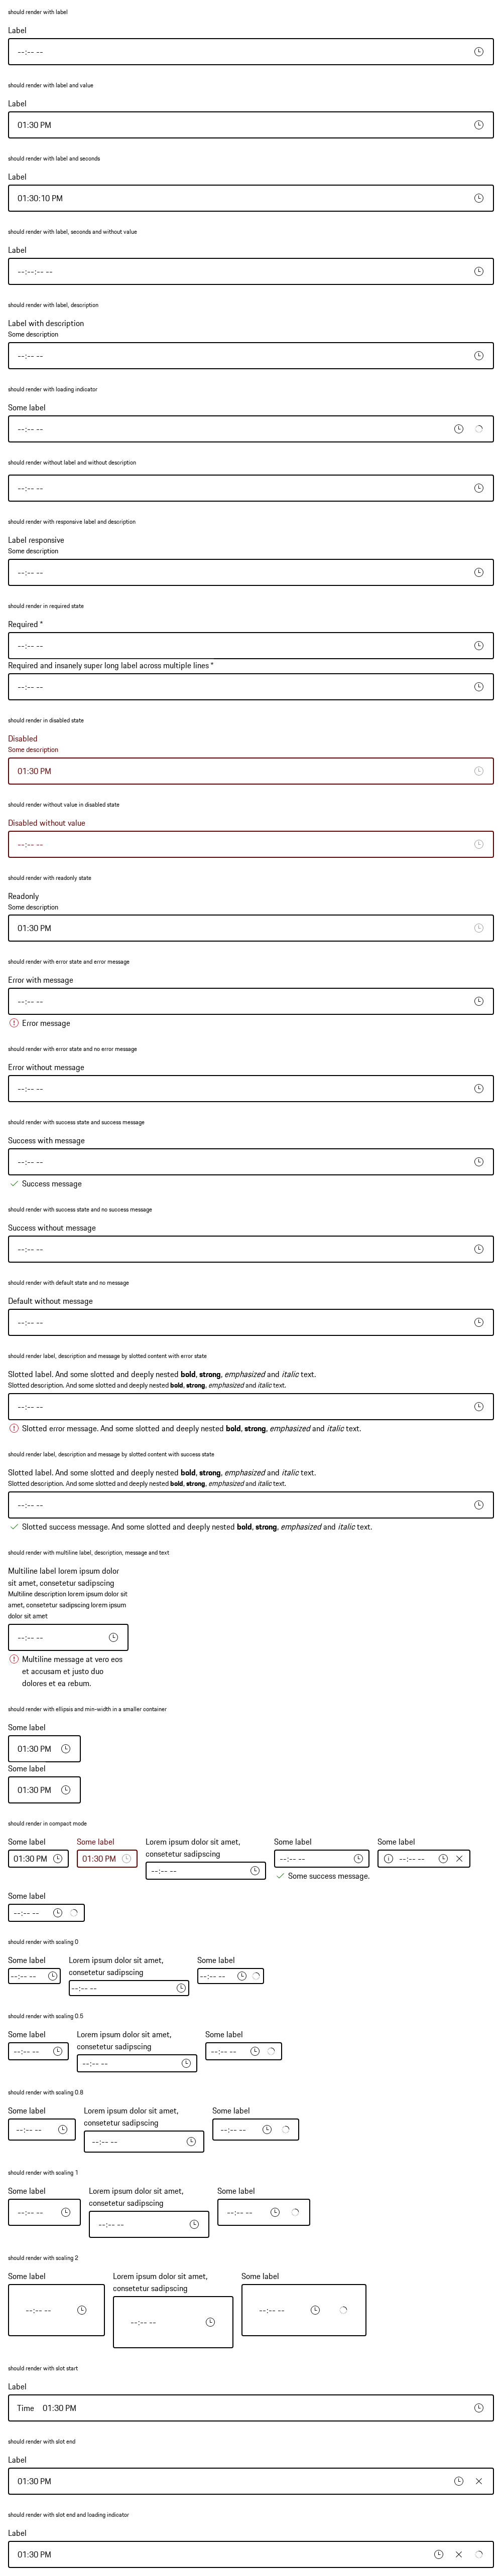 should render with label
Label
--:-- --
should render with label and value
Label
01:30 PM
should render with label and seconds
Label
01:30:10 PM
should render with label, seconds and without value
Label
--:--:-- --
should render with label, description
Label with description
Some description
--:-- --
should render with loading indicator
Some label
--:-- --
should render without label and without description
--:-- --
should render with responsive label and description
Label responsive
Some description
--:-- --
should render in required state
Required *
--:-- --
Required and insanely super long label across multiple lines *
--:-- --
should render in disabled state
Disabled
Some description
01:30 PM
should render without value in disabled state
Disabled without value
--:-- --
should render with readonly state
Readonly
Some description
01:30 PM
should render with error state and error message
Error with message
--:-- --
Error message
should render with error state and no error message
Error without message
--:-- --
should render with success state and success message
Success with message
--:-- --
Success message
should render with success state and no success message
Success without message
--:-- --
should render with default state and no message
Default without message
--:-- --
should render label, description and message by slotted content with error state
Slotted label. And some slotted and deeply nested bold, strong, emphasized and italic text.
Slotted description. And some slotted and deeply nested bold, strong, emphasized and italic text.
--:-- --
Slotted error message. And some slotted and deeply nested bold, strong, emphasized and italic text.
should render label, description and message by slotted content with success state
Slotted label. And some slotted and deeply nested bold, strong, emphasized and italic text.
Slotted description. And some slotted and deeply nested bold, strong, emphasized and italic text.
--:-- --
Slotted success message. And some slotted and deeply nested bold, strong, emphasized and italic text.
should render with multiline label, description, message and text
Multiline label lorem ipsum dolor
sit amet, consetetur sadipscing
Multiline description lorem ipsum dolor sit
amet, consetetur sadipscing lorem ipsum
dolor sit amet
--:-- --
Multiline message at vero eos
et accusam et justo duo
dolores et ea rebum.
should render with ellipsis and min-width in a smaller container
Some label
01:30 PM
Some label
01:30 PM
should render in compact mode
Some label
01:30 PM
Some label
01:30 PM
Lorem ipsum dolor sit amet,
consetetur sadipscing
--:-- --
Some label
--:-- --
Some success message.
Some label
--:-- --
Some label
--:-- --
should render with scaling 0
Some label
--:-- --
Lorem ipsum dolor sit amet,
consetetur sadipscing
--:-- --
Some label
--:-- --
should render with scaling 0.5
Some label
--:-- --
Lorem ipsum dolor sit amet,
consetetur sadipscing
--:-- --
Some label
--:-- --
should render with scaling 0.8
Some label
--:-- --
Lorem ipsum dolor sit amet,
consetetur sadipscing
--:-- --
Some label
--:-- --
should render with scaling 1
Some label
--:-- --
Lorem ipsum dolor sit amet,
consetetur sadipscing
--:-- --
Some label
--:-- --
should render with scaling 2
Some label
--:-- --
Lorem ipsum dolor sit amet,
consetetur sadipscing
--:-- --
Some label
--:-- --
should render with slot start
Label
Time 01:30 PM
should render with slot end
Label
01:30 PM
should render with slot end and loading indicator
Label
01:30 PM